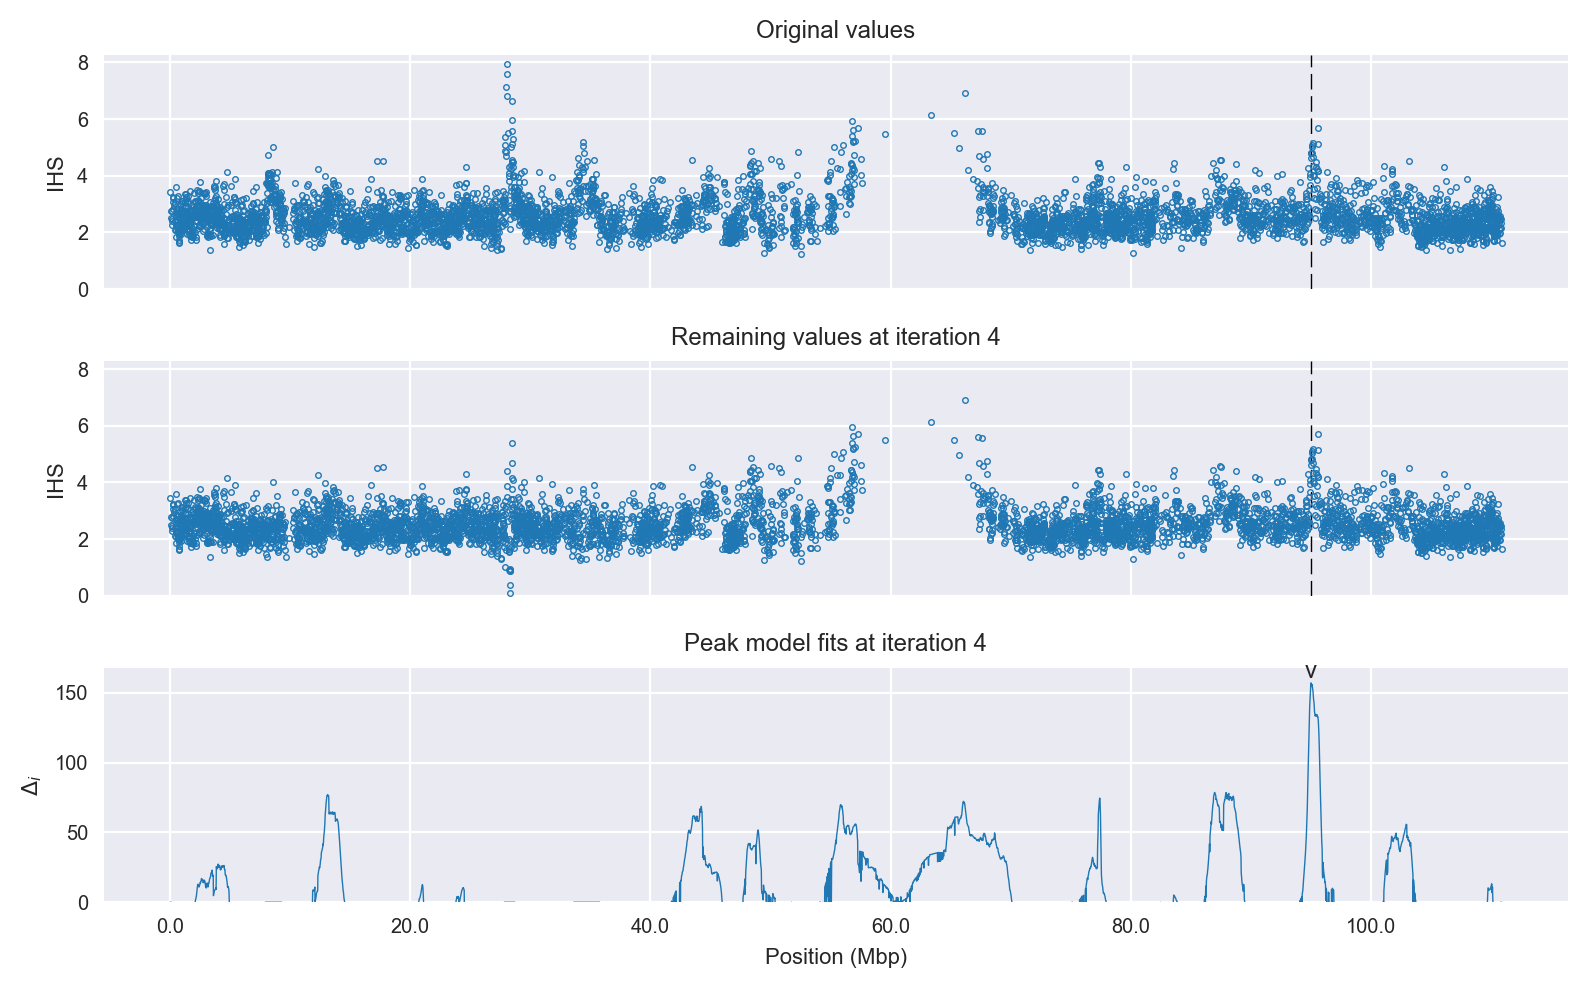 Original values
8
6
4
2
0
IHS
Remaining values at iteration 4
8
6
4
2
0
IHS
Peak model fits at iteration 4
v
150
100
50
0
Δi
0.0 20.0 40.0 60.0 80.0 100.0
Position (Mbp)